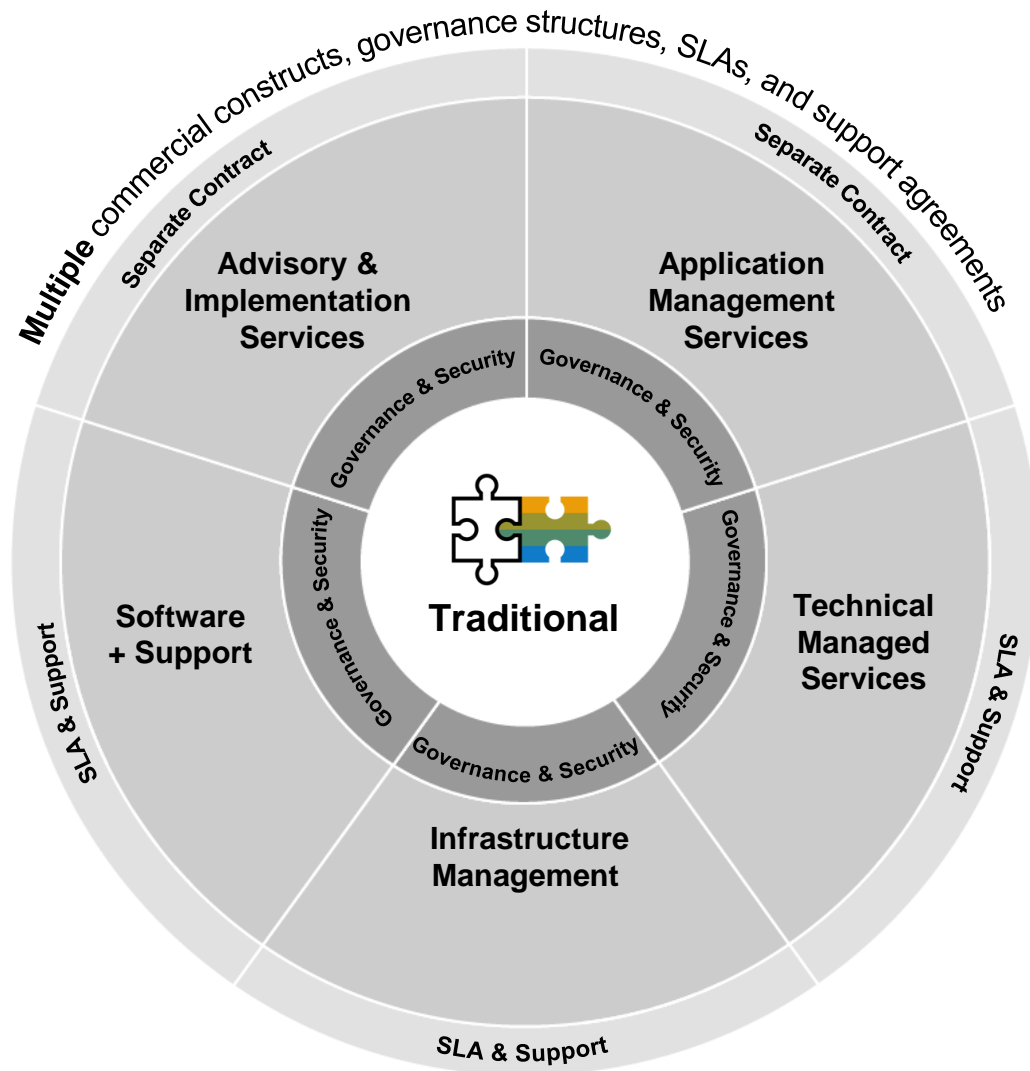 Multiple commercial constructs, governance structures, SLAs, and support agreements
Separate Contract
Separate Contract
Advisory &
Implementation
Services
Application
Management
Services
Governance & Security
Governance & Security
Governance & Security
Governance & Security
Traditional
Software
+ Support
Technical
Managed
Services
SLA & Support
SLA & Support
Governance & Security
Infrastructure
Management
SLA & Support